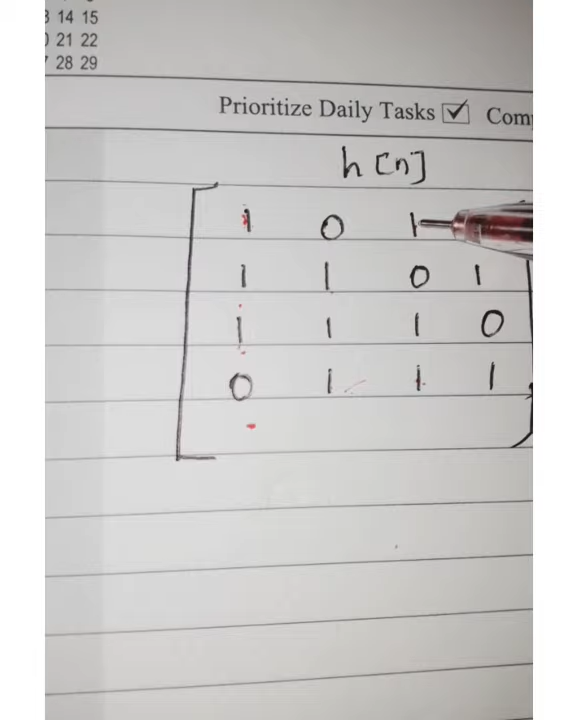 14 15
21 22
28 29
Prioritize Daily Tasks ☑
h[n]
1 0 1
1 1 0 1
1 1 1 0
0 1 1 1